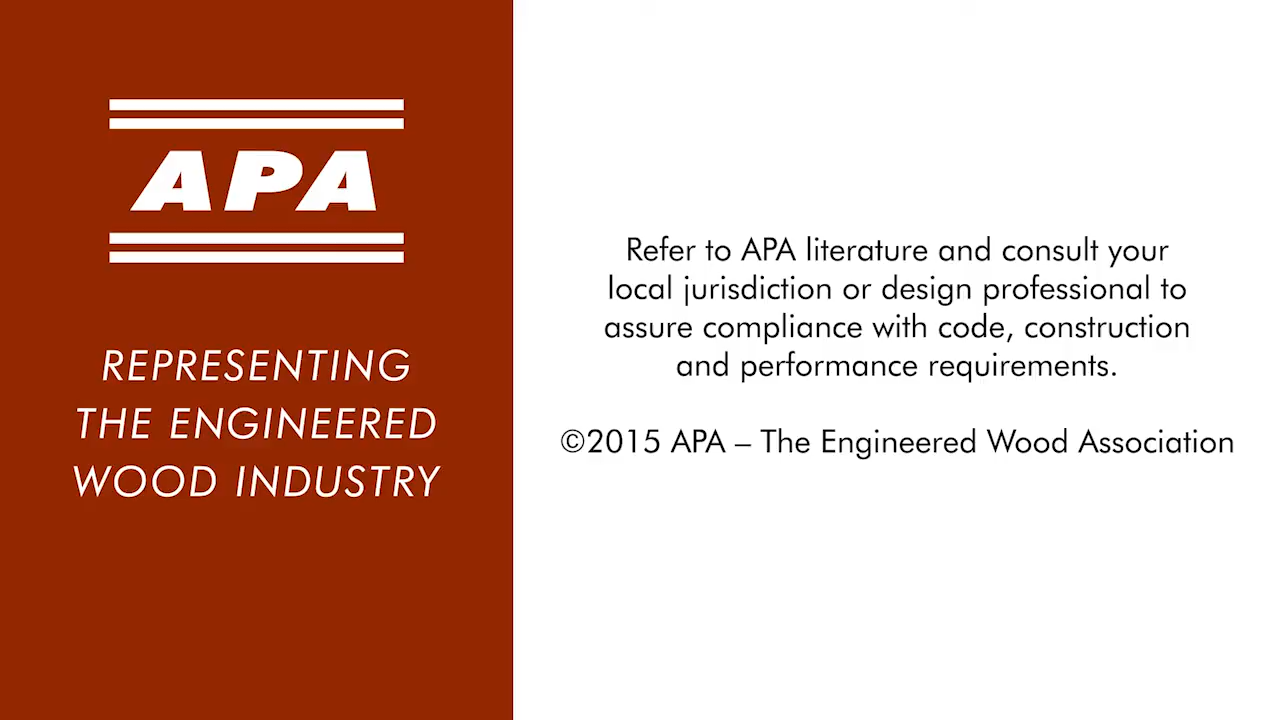 APA
REPRESENTING
THE ENGINEERED
WOOD INDUSTRY
Refer to APA literature and consult your
local jurisdiction or design professional to
assure compliance with code, construction
and performance requirements.
©2015 APA – The Engineered Wood Association